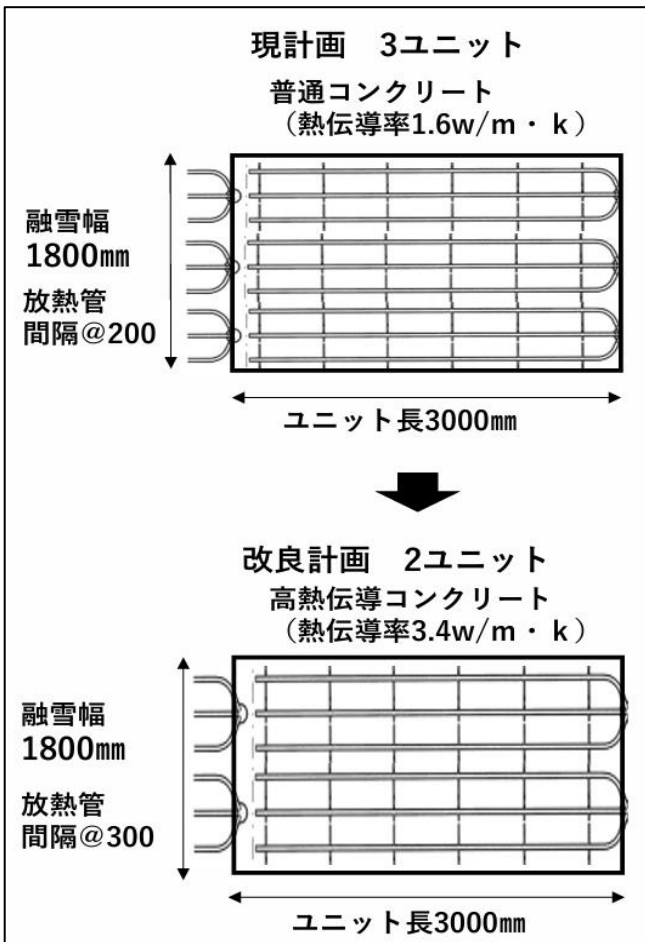 現計画　3ユニット
普通コンクリート
（熱伝導率1.6w/m・k）
融雪幅
1800㎜
放熱管
間隔@200
ユニット長3000㎜
改良計画　2ユニット
高熱伝導コンクリート
（熱伝導率3.4w/m・k）
融雪幅
1800㎜
放熱管
間隔@300
ユニット長3000㎜